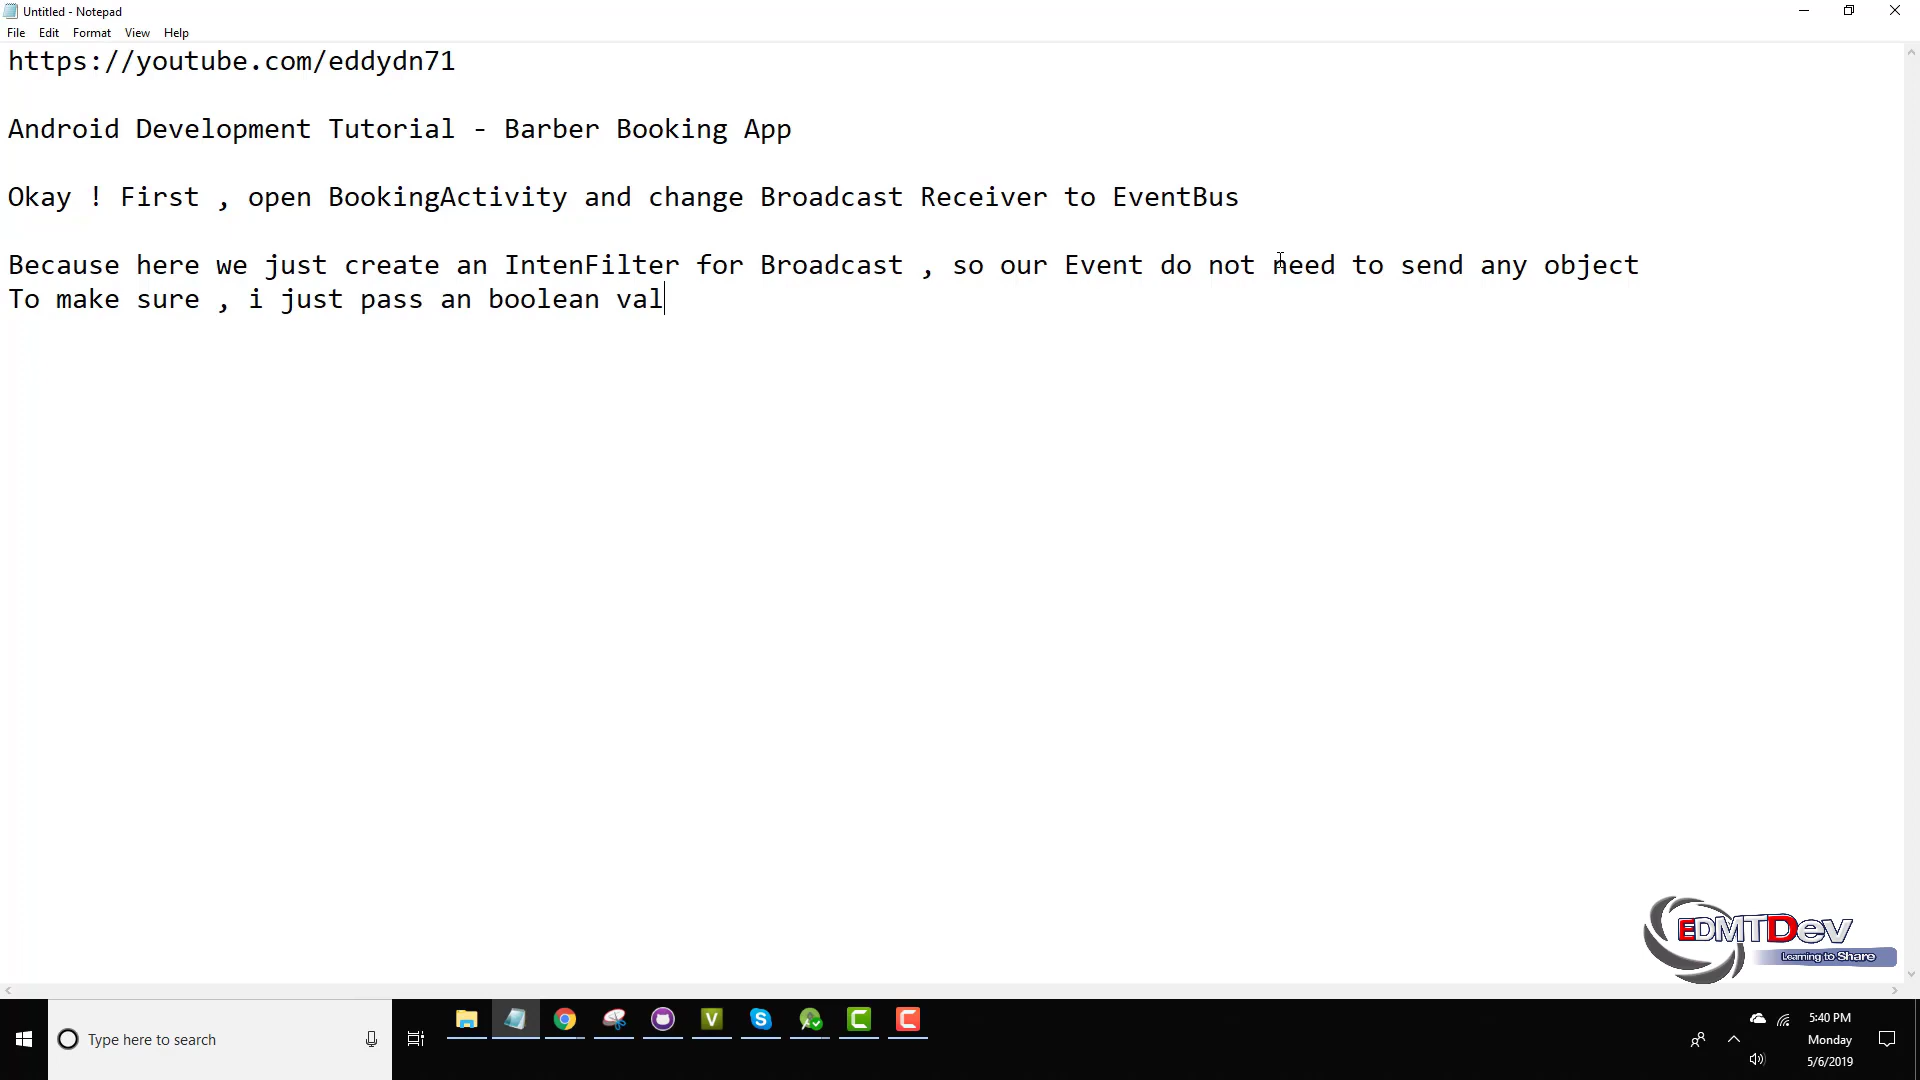 Untitled - Notepad
File Edit Format View Help
https://youtube.com/eddydn71
Android Development Tutorial - Barber Booking App
Okay ! First , open BookingActivity and change Broadcast Receiver to EventBus
Because here we just create an IntenFilter for Broadcast , so our Event do not need to send any object
To make sure , i just pass an boolean val
EDMTDev
Learning to Share
Type here to search
5:40 PM
Monday
5/6/2019